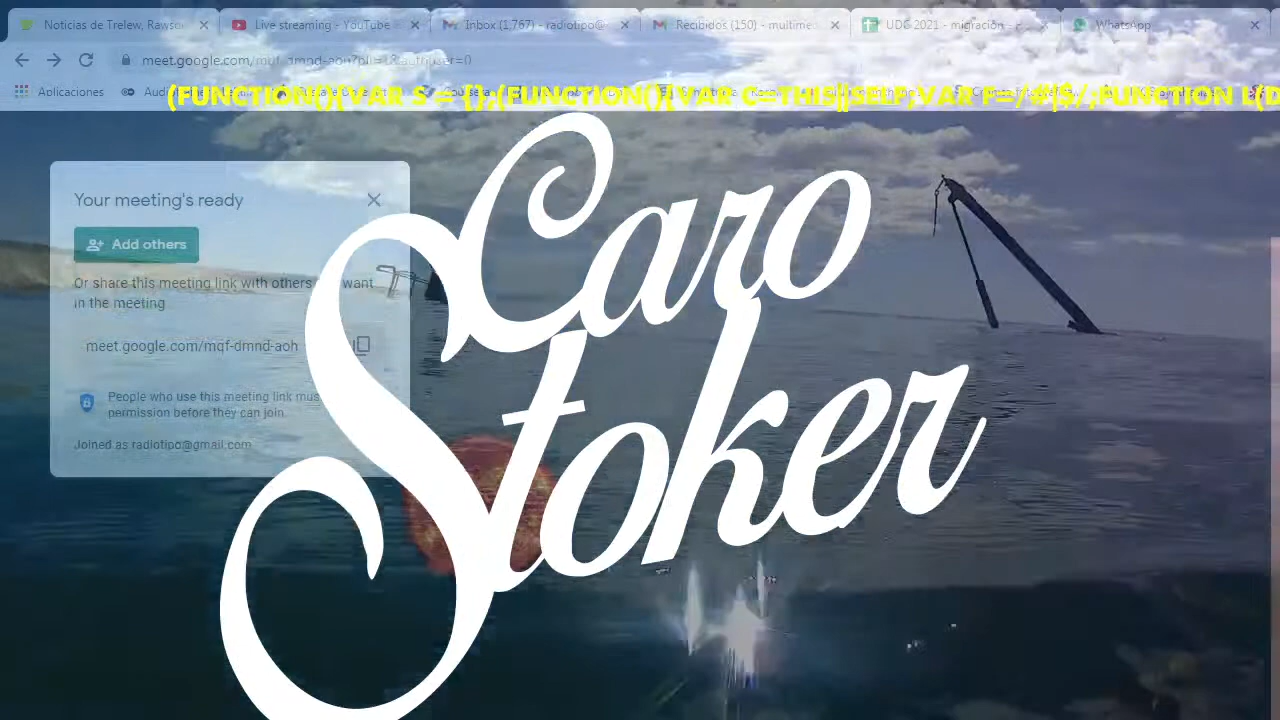 Noticias de Trelew, Rawso
Live streaming - YouTube
Inbox (1.767) - radiotipo@
Recibidos (150) - multime
UDC 2021 - migración -
WhatsApp
meet.google.com/mqf-dmnd-aoh?pli=1&authuser=0
Aplicaciones
(FUNCTION(){VAR S = {};(FUNCTION(){VAR C=THIS||SELF;VAR F=/#|$/;FUNCTION L(D
Your meeting's ready
Add others
Or share this meeting link with others want
in the meeting
meet.google.com/mqf-dmnd-aoh
People who use this meeting link mus
permission before they can join.
Joined as radiotipo@gmail.com
Caro
Stoker